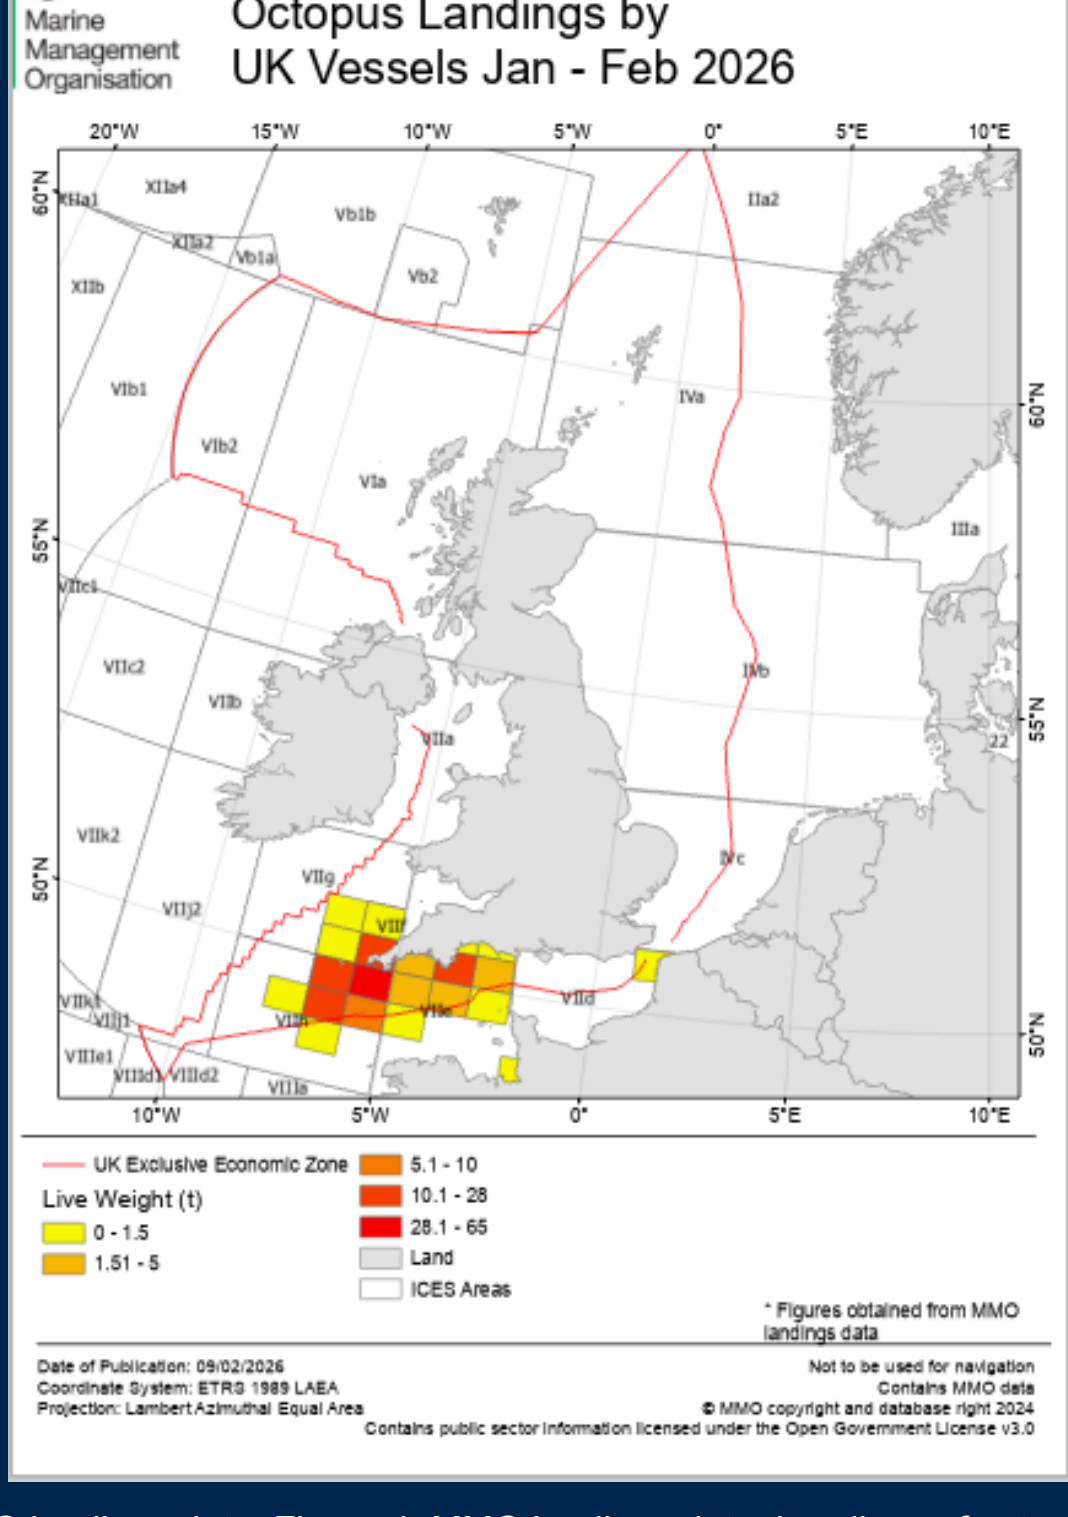 Marine
Management
Organisation
Octopus Landings by
UK Vessels Jan - Feb 2026
20°W 15°W 10°W 5°W 0° 5°E 10°E
60°N
55°N
50°N
60°N
55°N
50°N
XIIa1
XIIa4
XIIa2
Vb1a
Vb1b
Vb2
IIa2
XIIb
VIb1
VIb2
VIa
IVa
IIIa
VIIc1
VIIc2
VIIb
VIIa
IVb
22
VIIk2
VIIg
IVc
VIIj2
VIIf
VIIk1
VIIj1
VIIh
VIIe
VIId
VIIIe1
VIIId1
VIIId2
VIIIa
10°W 5°W 0° 5°E 10°E
UK Exclusive Economic Zone
Live Weight (t)
0 - 1.5
1.51 - 5
5.1 - 10
10.1 - 28
28.1 - 65
Land
ICES Areas
* Figures obtained from MMO
landings data
Date of Publication: 09/02/2026
Coordinate System: ETRS 1989 LAEA
Projection: Lambert Azimuthal Equal Area
Not to be used for navigation
Contains MMO data
© MMO copyright and database right 2024
Contains public sector information licensed under the Open Government License v3.0